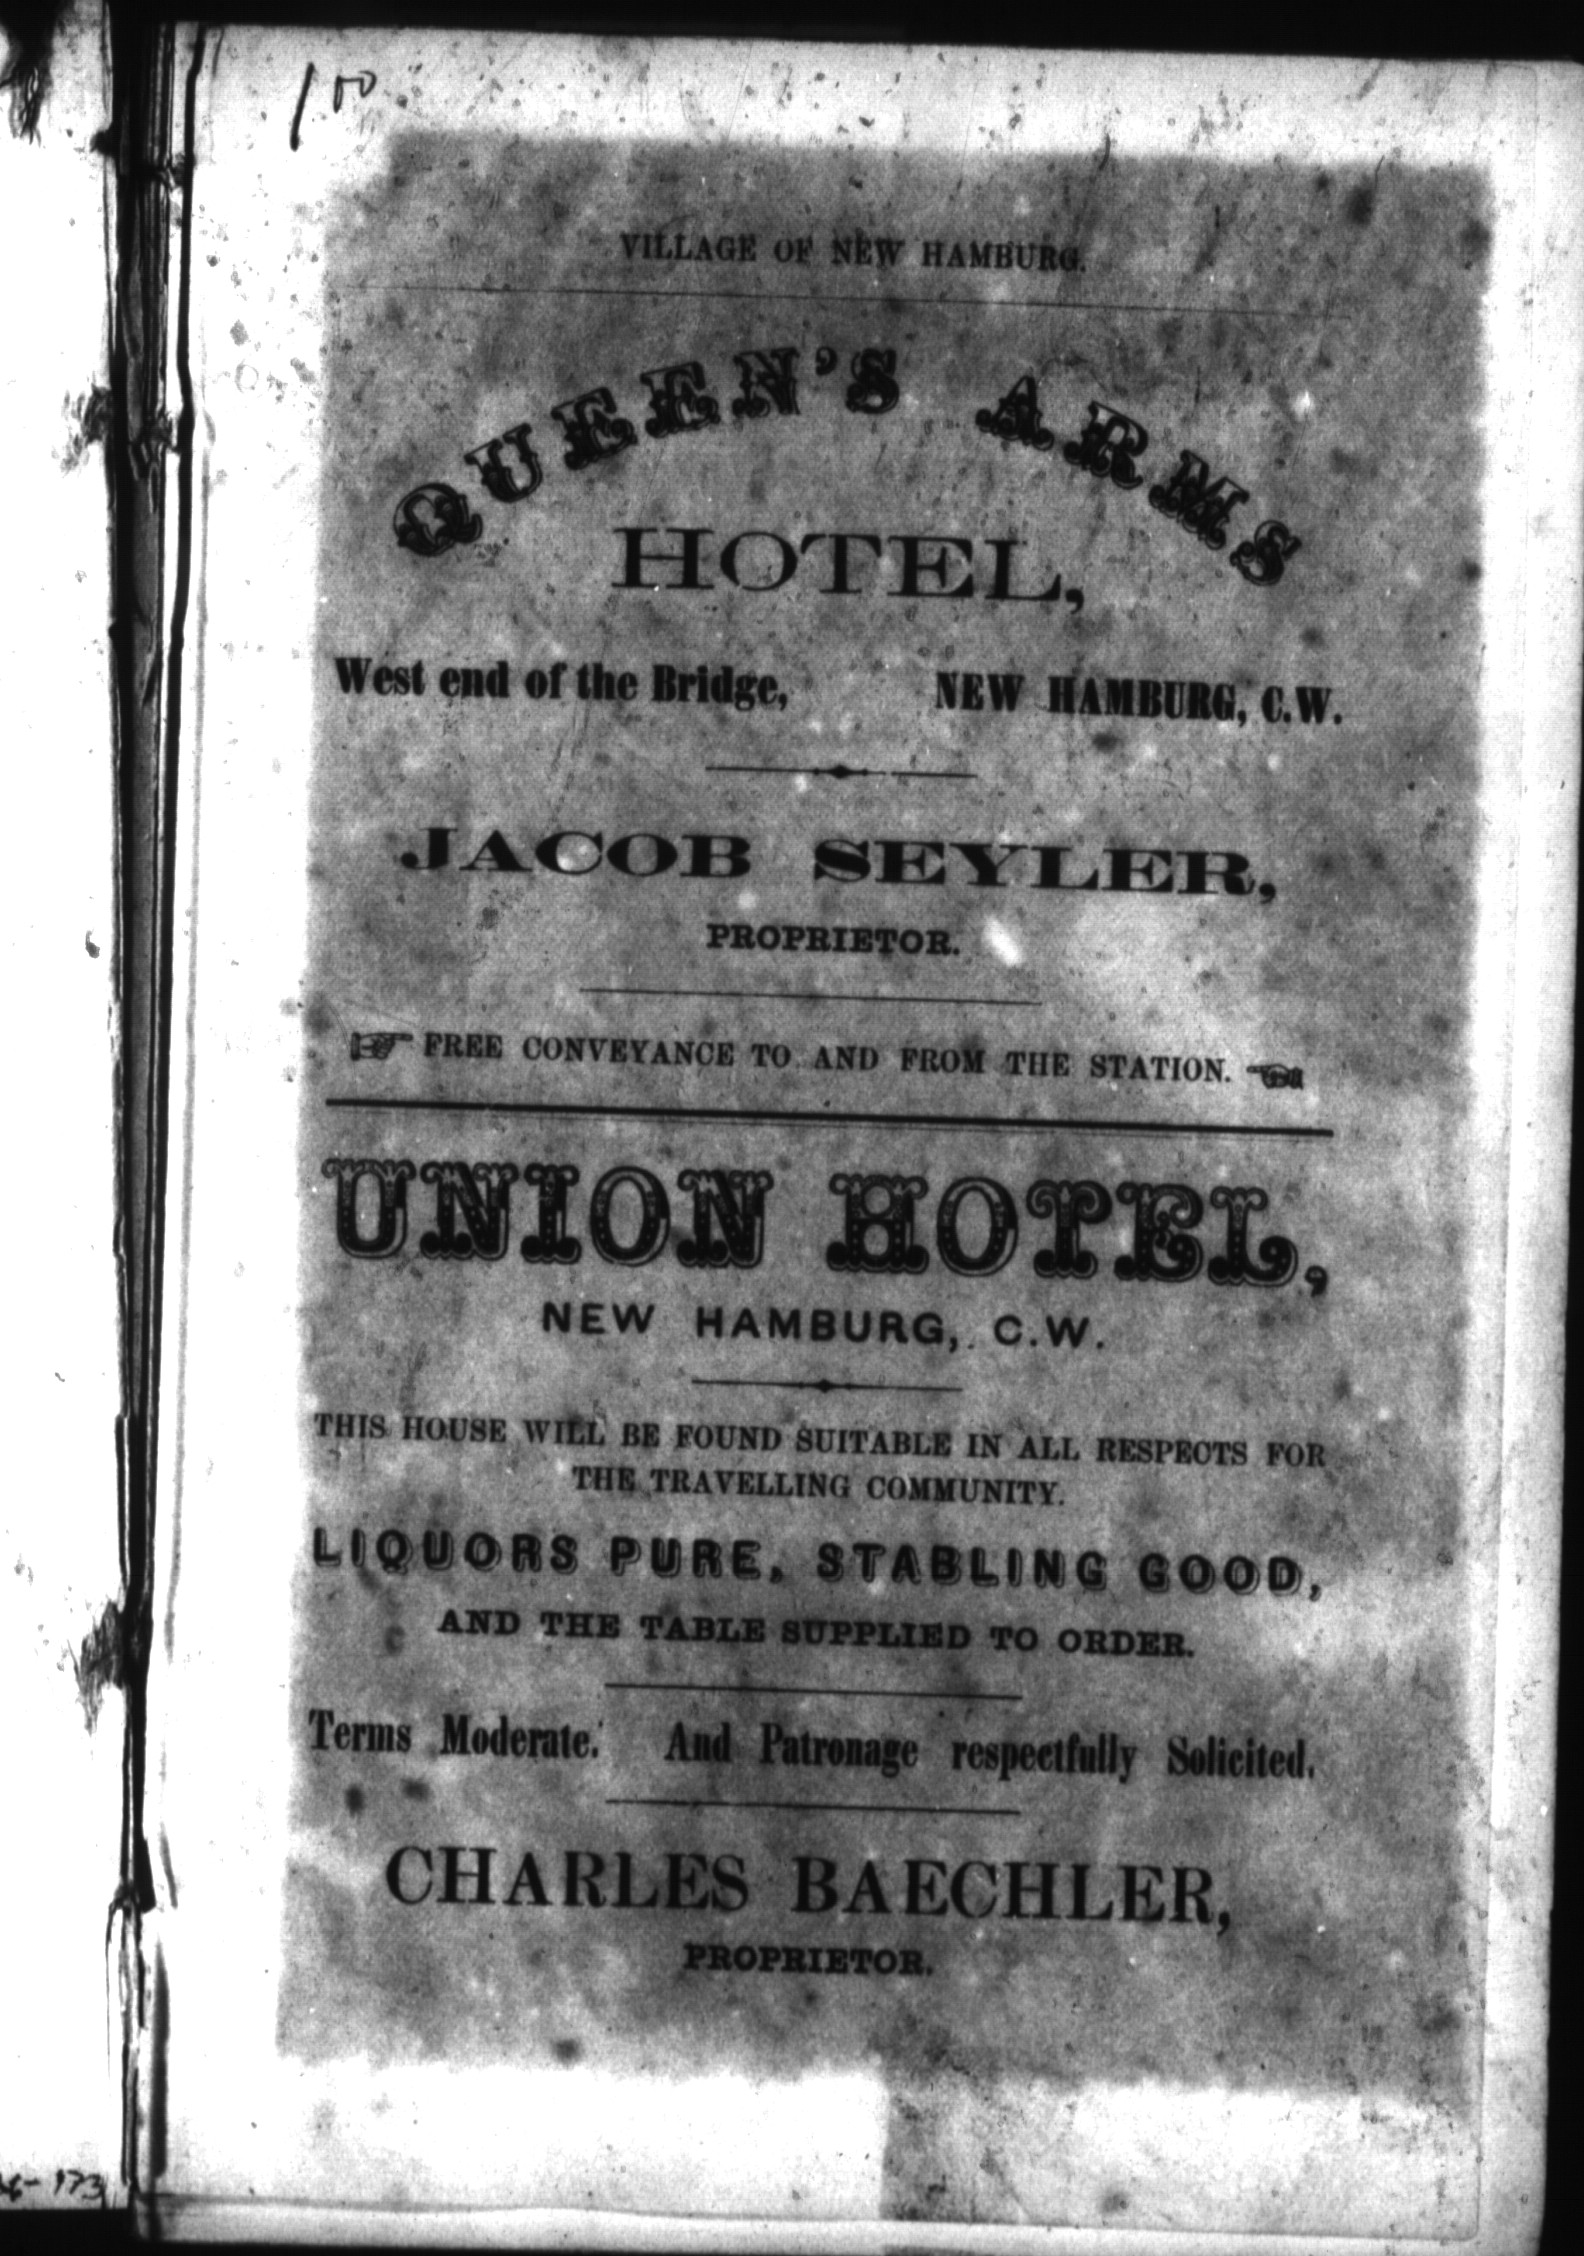 100
VILLAGE OF NEW HAMBURG.
QUEEN'S ARMS
HOTEL,
West end of the Bridge, NEW HAMBURG, C.W.
JACOB SEYLER,
PROPRIETOR.
FREE CONVEYANCE TO AND FROM THE STATION.
UNION HOTEL,
NEW HAMBURG, C.W.
THIS HOUSE WILL BE FOUND SUITABLE IN ALL RESPECTS FOR
THE TRAVELLING COMMUNITY.
LIQUORS PURE, STABLING GOOD,
AND THE TABLE SUPPLIED TO ORDER.
Terms Moderate. And Patronage respectfully Solicited.
CHARLES BAECHLER,
PROPRIETOR.